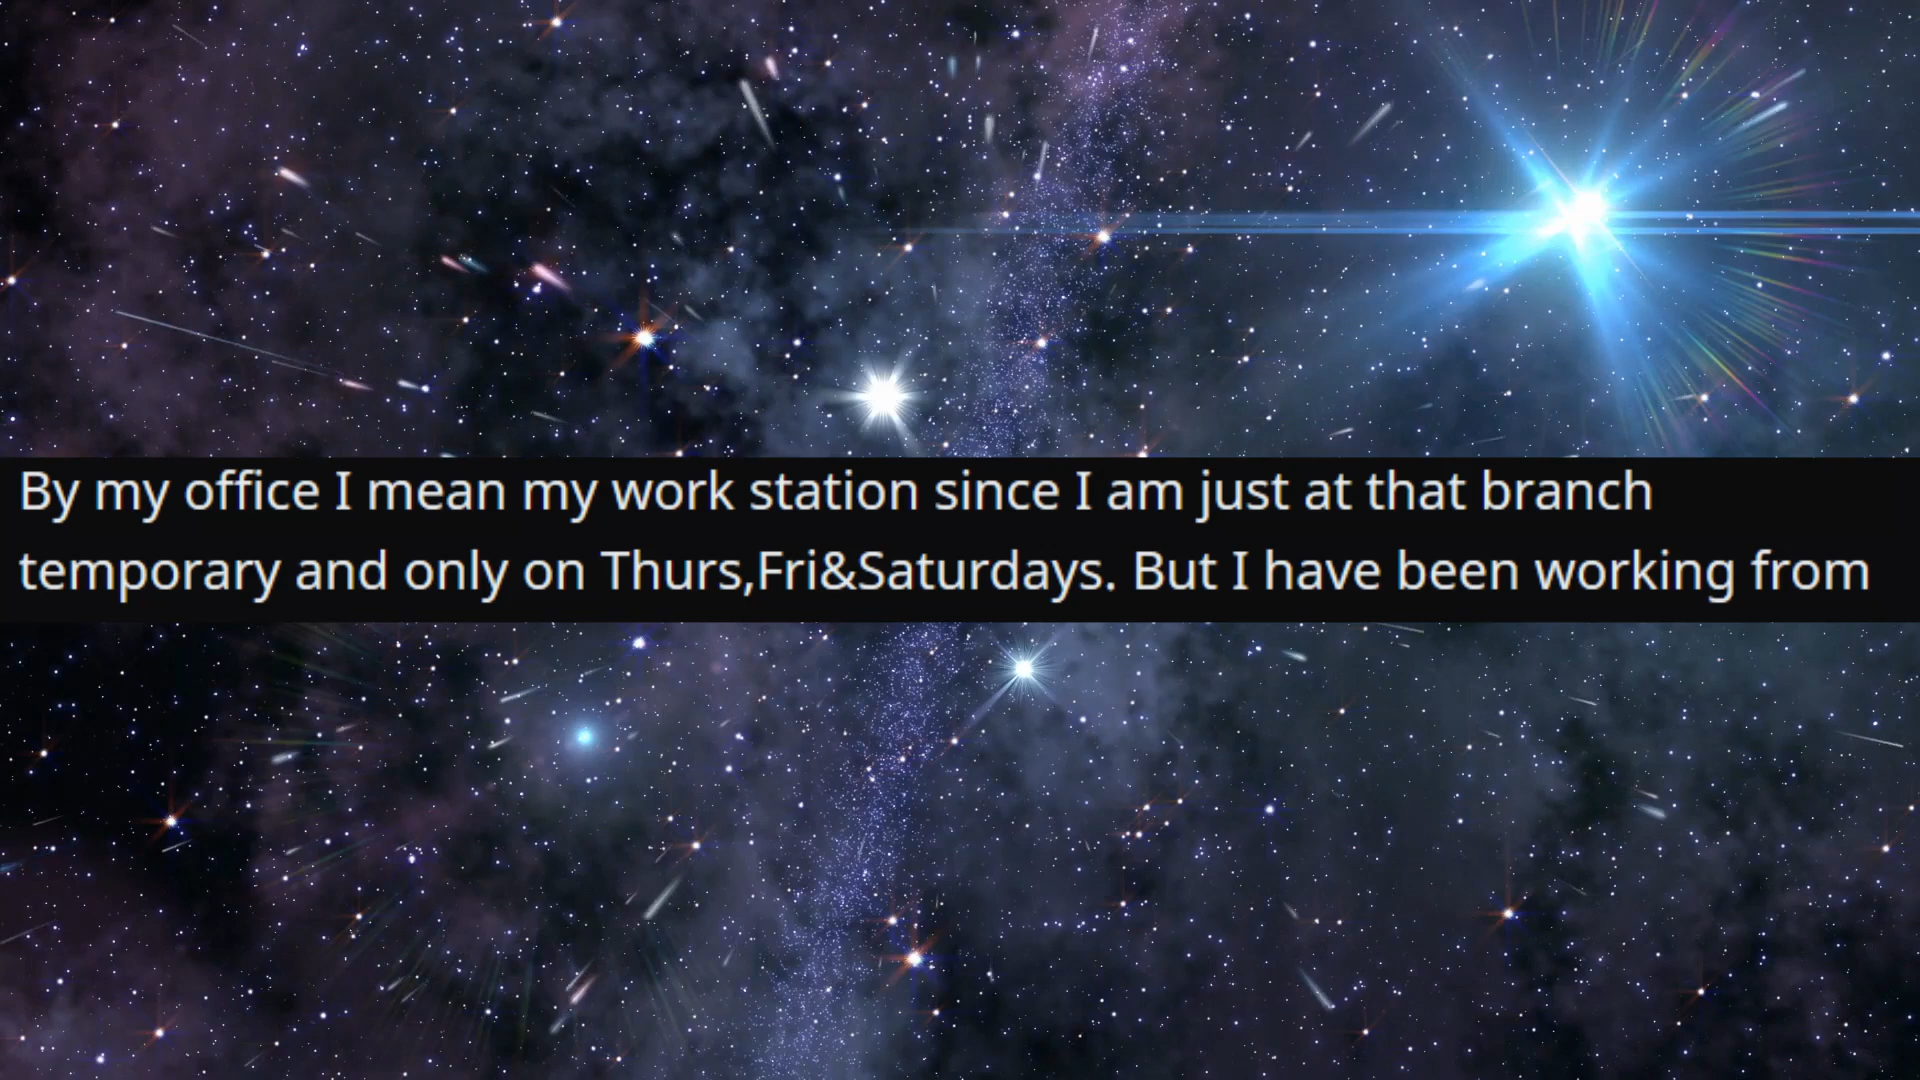 By my office I mean my work station since I am just at that branch
temporary and only on Thurs,Fri&Saturdays. But I have been working from